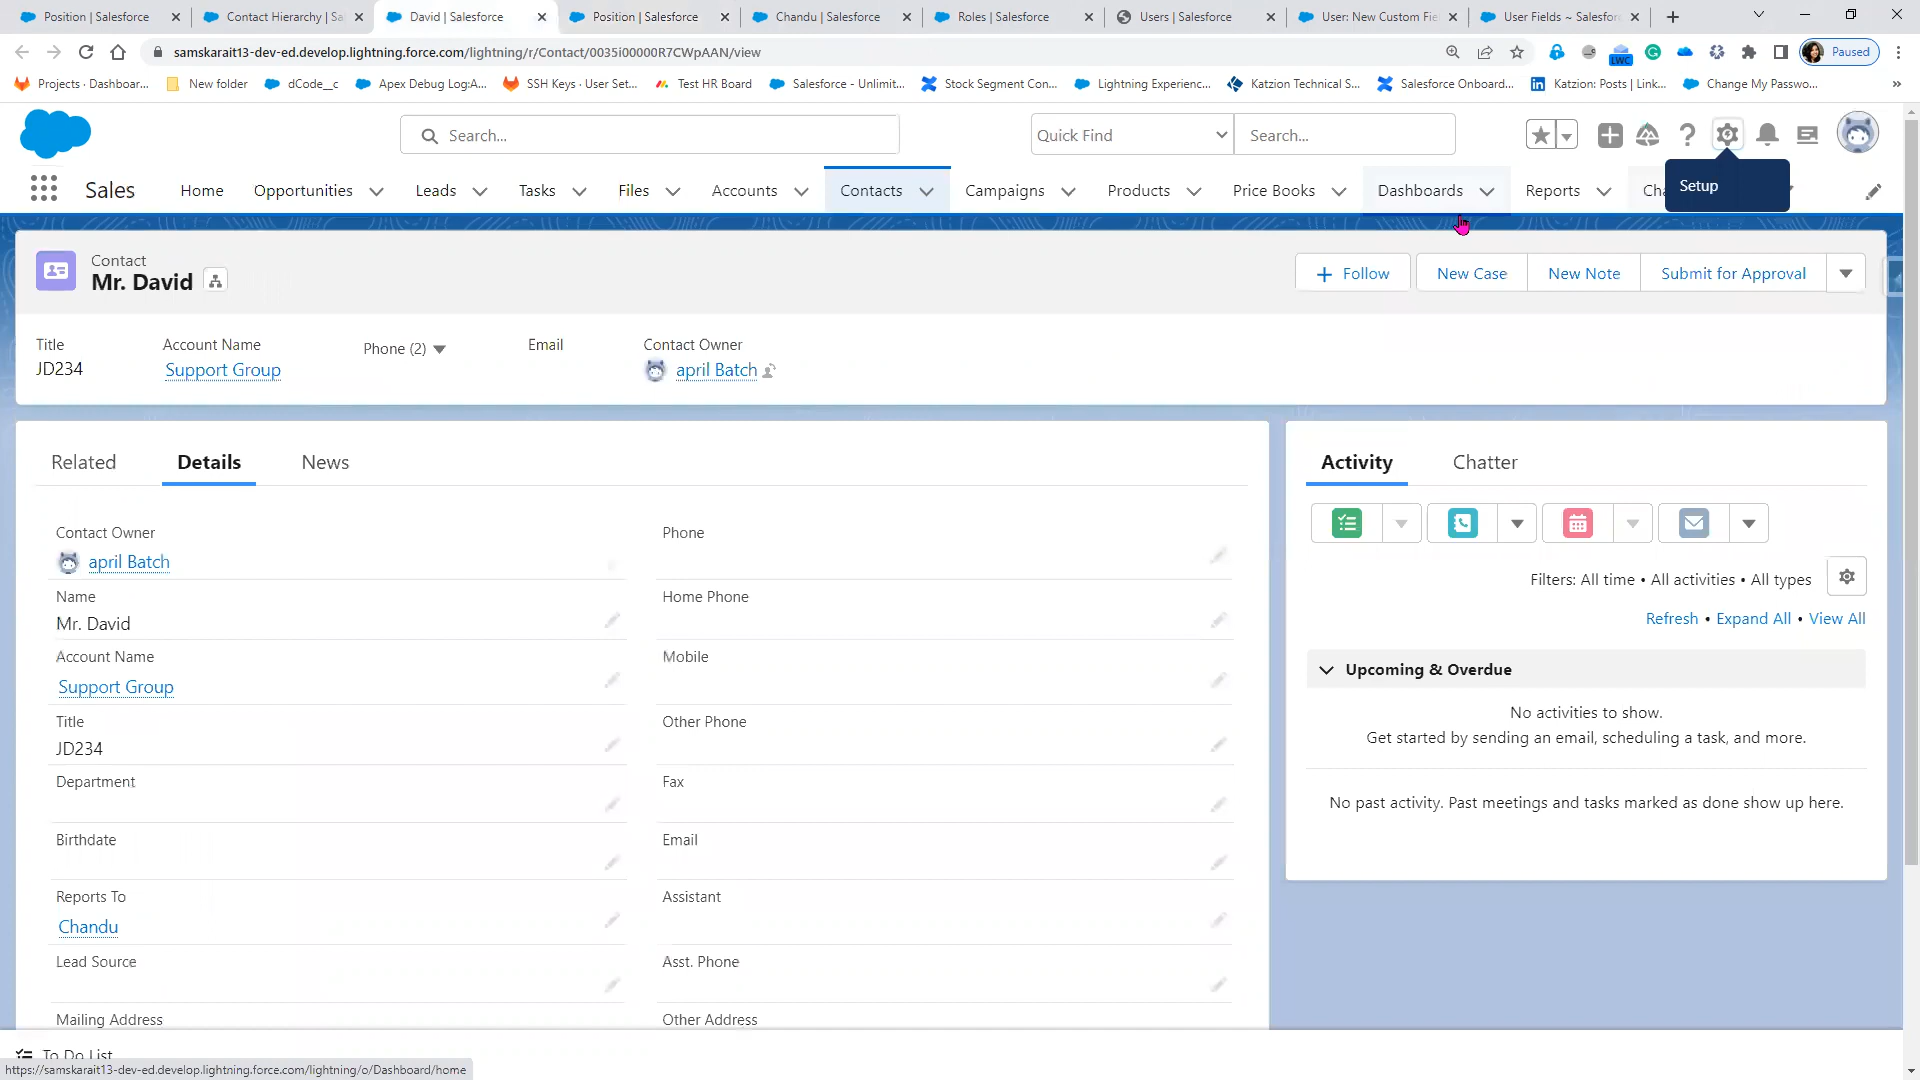 Position | Salesforce
Contact Hierarchy | Sa
David | Salesforce
Position | Salesforce
Chandu | Salesforce
Roles | Salesforce
Users | Salesforce
User: New Custom Fie
User Fields ~ Salesfor
samskarait13-dev-ed.develop.lightning.force.com/lightning/r/Contact/0035i00000R7CWpAAN/view
LWC
Paused
Projects · Dashboar...
New folder
dCode__c
Apex Debug Log:A...
SSH Keys · User Set...
Test HR Board
Salesforce - Unlimit...
Stock Segment Con...
Lightning Experienc...
Katzion Technical S...
Salesforce Onboard...
Katzion: Posts | Link...
Change My Passwo...
»
Search...
Quick Find
Search...
Sales
Home
Opportunities
Leads
Tasks
Files
Accounts
Contacts
Campaigns
Products
Price Books
Dashboards
Reports
Cha
Setup
Contact
Mr. David
+ Follow
New Case
New Note
Submit for Approval
Title
Account Name
Phone (2)
Email
Contact Owner
JD234
Support Group
april Batch
Related
Details
News
Activity
Chatter
Contact Owner
april Batch
Phone
Name
Mr. David
Home Phone
Account Name
Support Group
Mobile
Title
JD234
Other Phone
Department
Fax
Birthdate
Email
Reports To
Chandu
Assistant
Lead Source
Asst. Phone
Mailing Address
Other Address
Filters: All time • All activities • All types
Refresh • Expand All • View All
Upcoming & Overdue
No activities to show.
Get started by sending an email, scheduling a task, and more.
No past activity. Past meetings and tasks marked as done show up here.
To Do List
https://samskarait13-dev-ed.develop.lightning.force.com/lightning/o/Dashboard/home